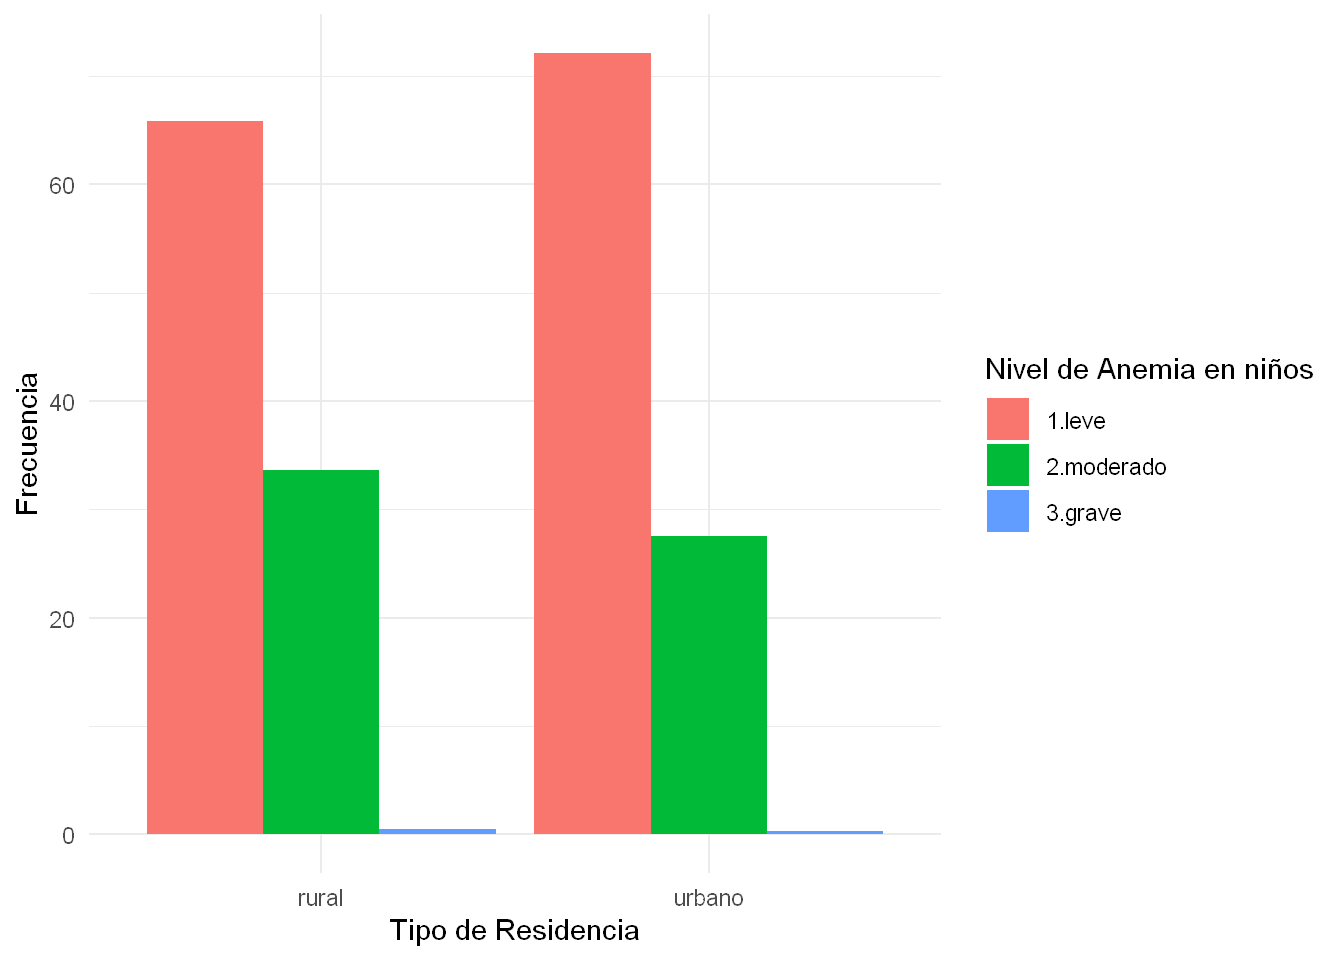 Frecuencia
60
40
20
0
rural
urbano
Tipo de Residencia
Nivel de Anemia en niños
1.leve
2.moderado
3.grave